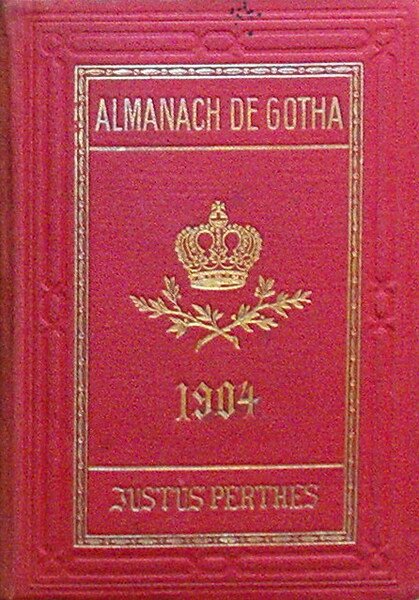 ALMANACH DE GOTHA
1904
JUSTUS PERTHES